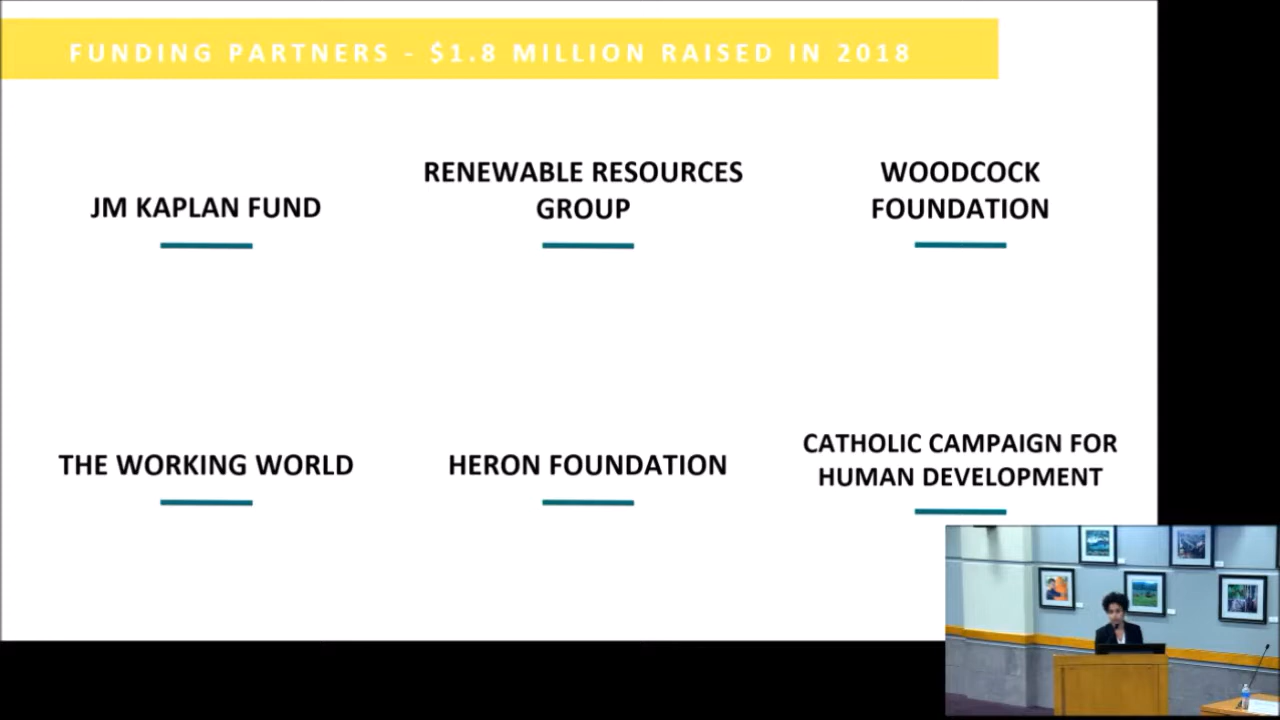 FUNDING PARTNERS - $1.8 MILLION RAISED IN 2018
JM KAPLAN FUND
RENEWABLE RESOURCES
GROUP
WOODCOCK
FOUNDATION
THE WORKING WORLD
HERON FOUNDATION
CATHOLIC CAMPAIGN FOR
HUMAN DEVELOPMENT